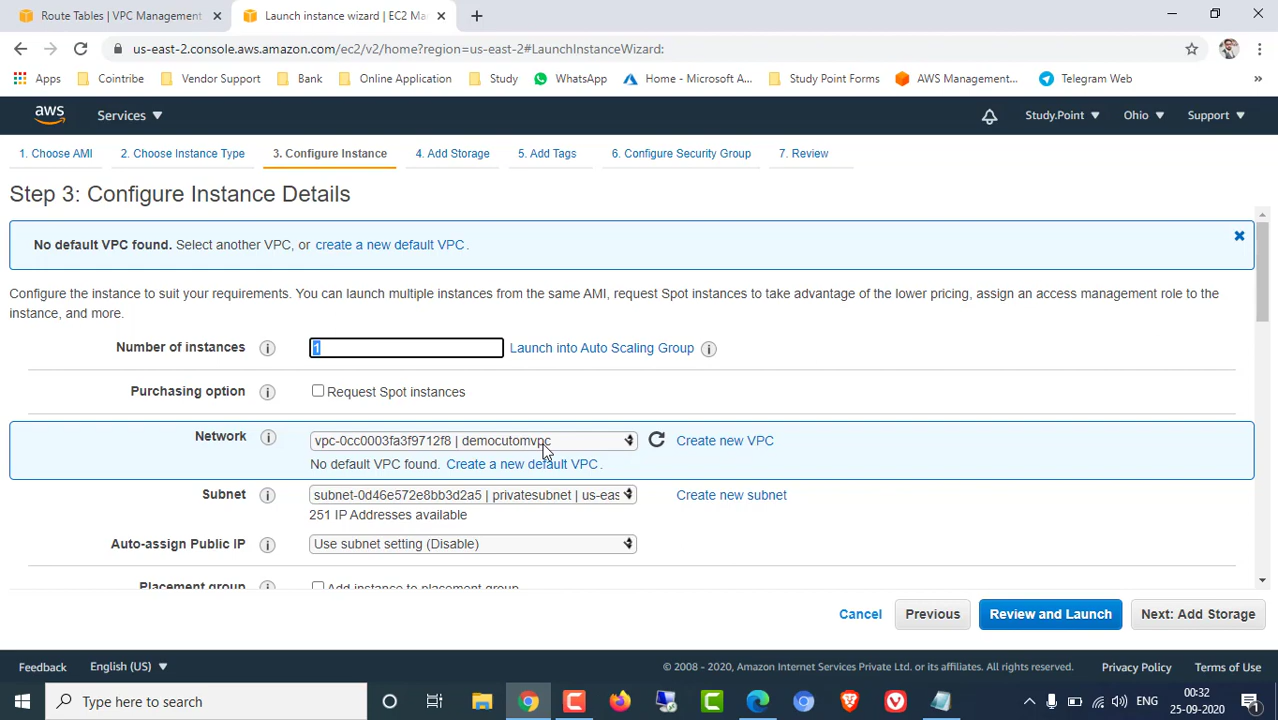 Route Tables | VPC Management
Launch instance wizard | EC2 Ma
us-east-2.console.aws.amazon.com/ec2/v2/home?region=us-east-2#LaunchInstanceWizard:
Apps
Cointribe
Vendor Support
Bank
Online Application
Study
WhatsApp
Home - Microsoft A...
Study Point Forms
AWS Management...
Telegram Web
»
aws
Services
Study.Point
Ohio
Support
1. Choose AMI
2. Choose Instance Type
3. Configure Instance
4. Add Storage
5. Add Tags
6. Configure Security Group
7. Review
Step 3: Configure Instance Details
No default VPC found. Select another VPC, or create a new default VPC.
Configure the instance to suit your requirements. You can launch multiple instances from the same AMI, request Spot instances to take advantage of the lower pricing, assign an access management role to the
instance, and more.
Number of instances
1
Launch into Auto Scaling Group
Purchasing option
Request Spot instances
Network
vpc-0cc0003fa3f9712f8 | democutomvpc
Create new VPC
No default VPC found. Create a new default VPC.
Subnet
subnet-0d46e572e8bb3d2a5 | privatesubnet | us-eas
Create new subnet
251 IP Addresses available
Auto-assign Public IP
Use subnet setting (Disable)
Placement group
Add instance to placement group
Cancel
Previous
Review and Launch
Next: Add Storage
Feedback
English (US)
© 2008 - 2020, Amazon Internet Services Private Ltd. or its affiliates. All rights reserved.
Privacy Policy
Terms of Use
Type here to search
ENG
00:32
25-09-2020
1